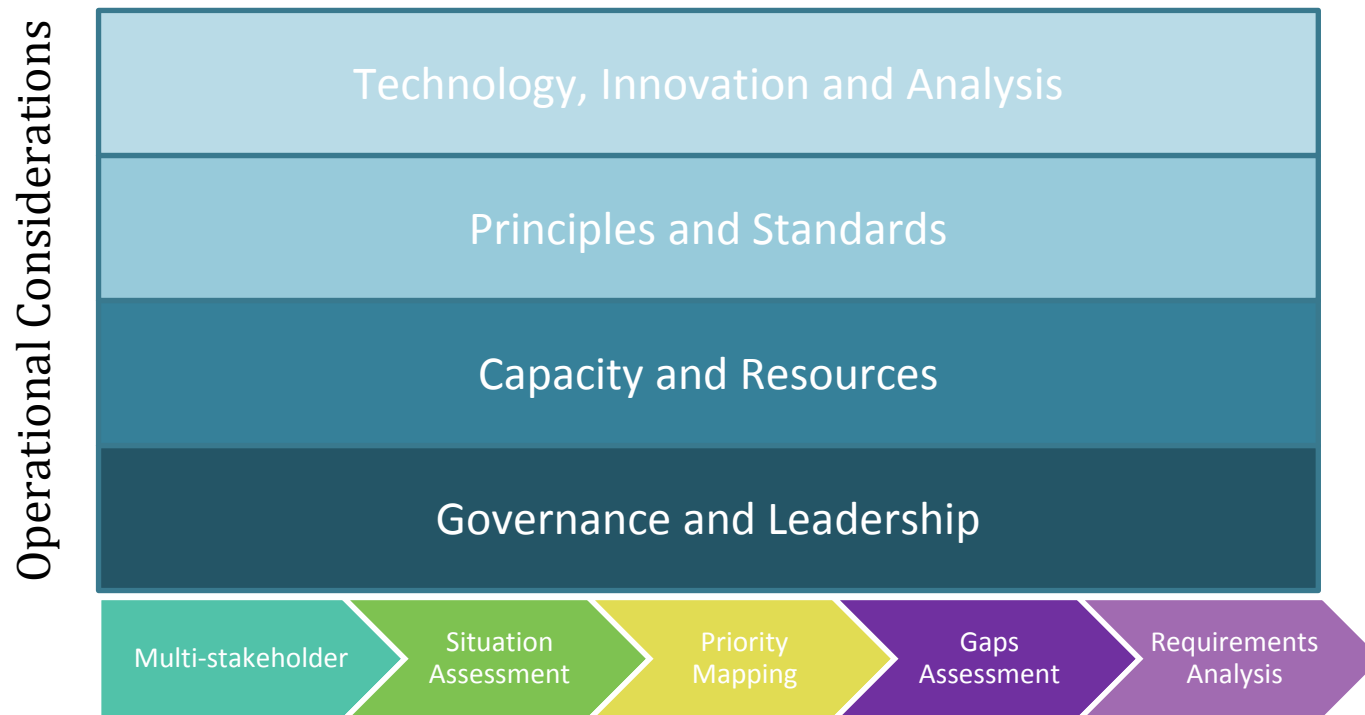 Operational Considerations
Technology, Innovation and Analysis
Principles and Standards
Capacity and Resources
Governance and Leadership
Multi-stakeholder
Situation
Assessment
Priority
Mapping
Gaps
Assessment
Requirements
Analysis